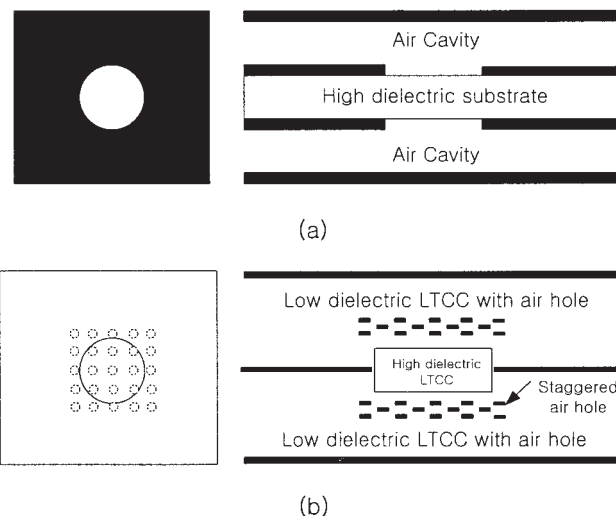 Air Cavity
High dielectric substrate
Air Cavity
(a)
Low dielectric LTCC with air hole
High dielectric
LTCC
Staggered
air hole
Low dielectric LTCC with air hole
(b)